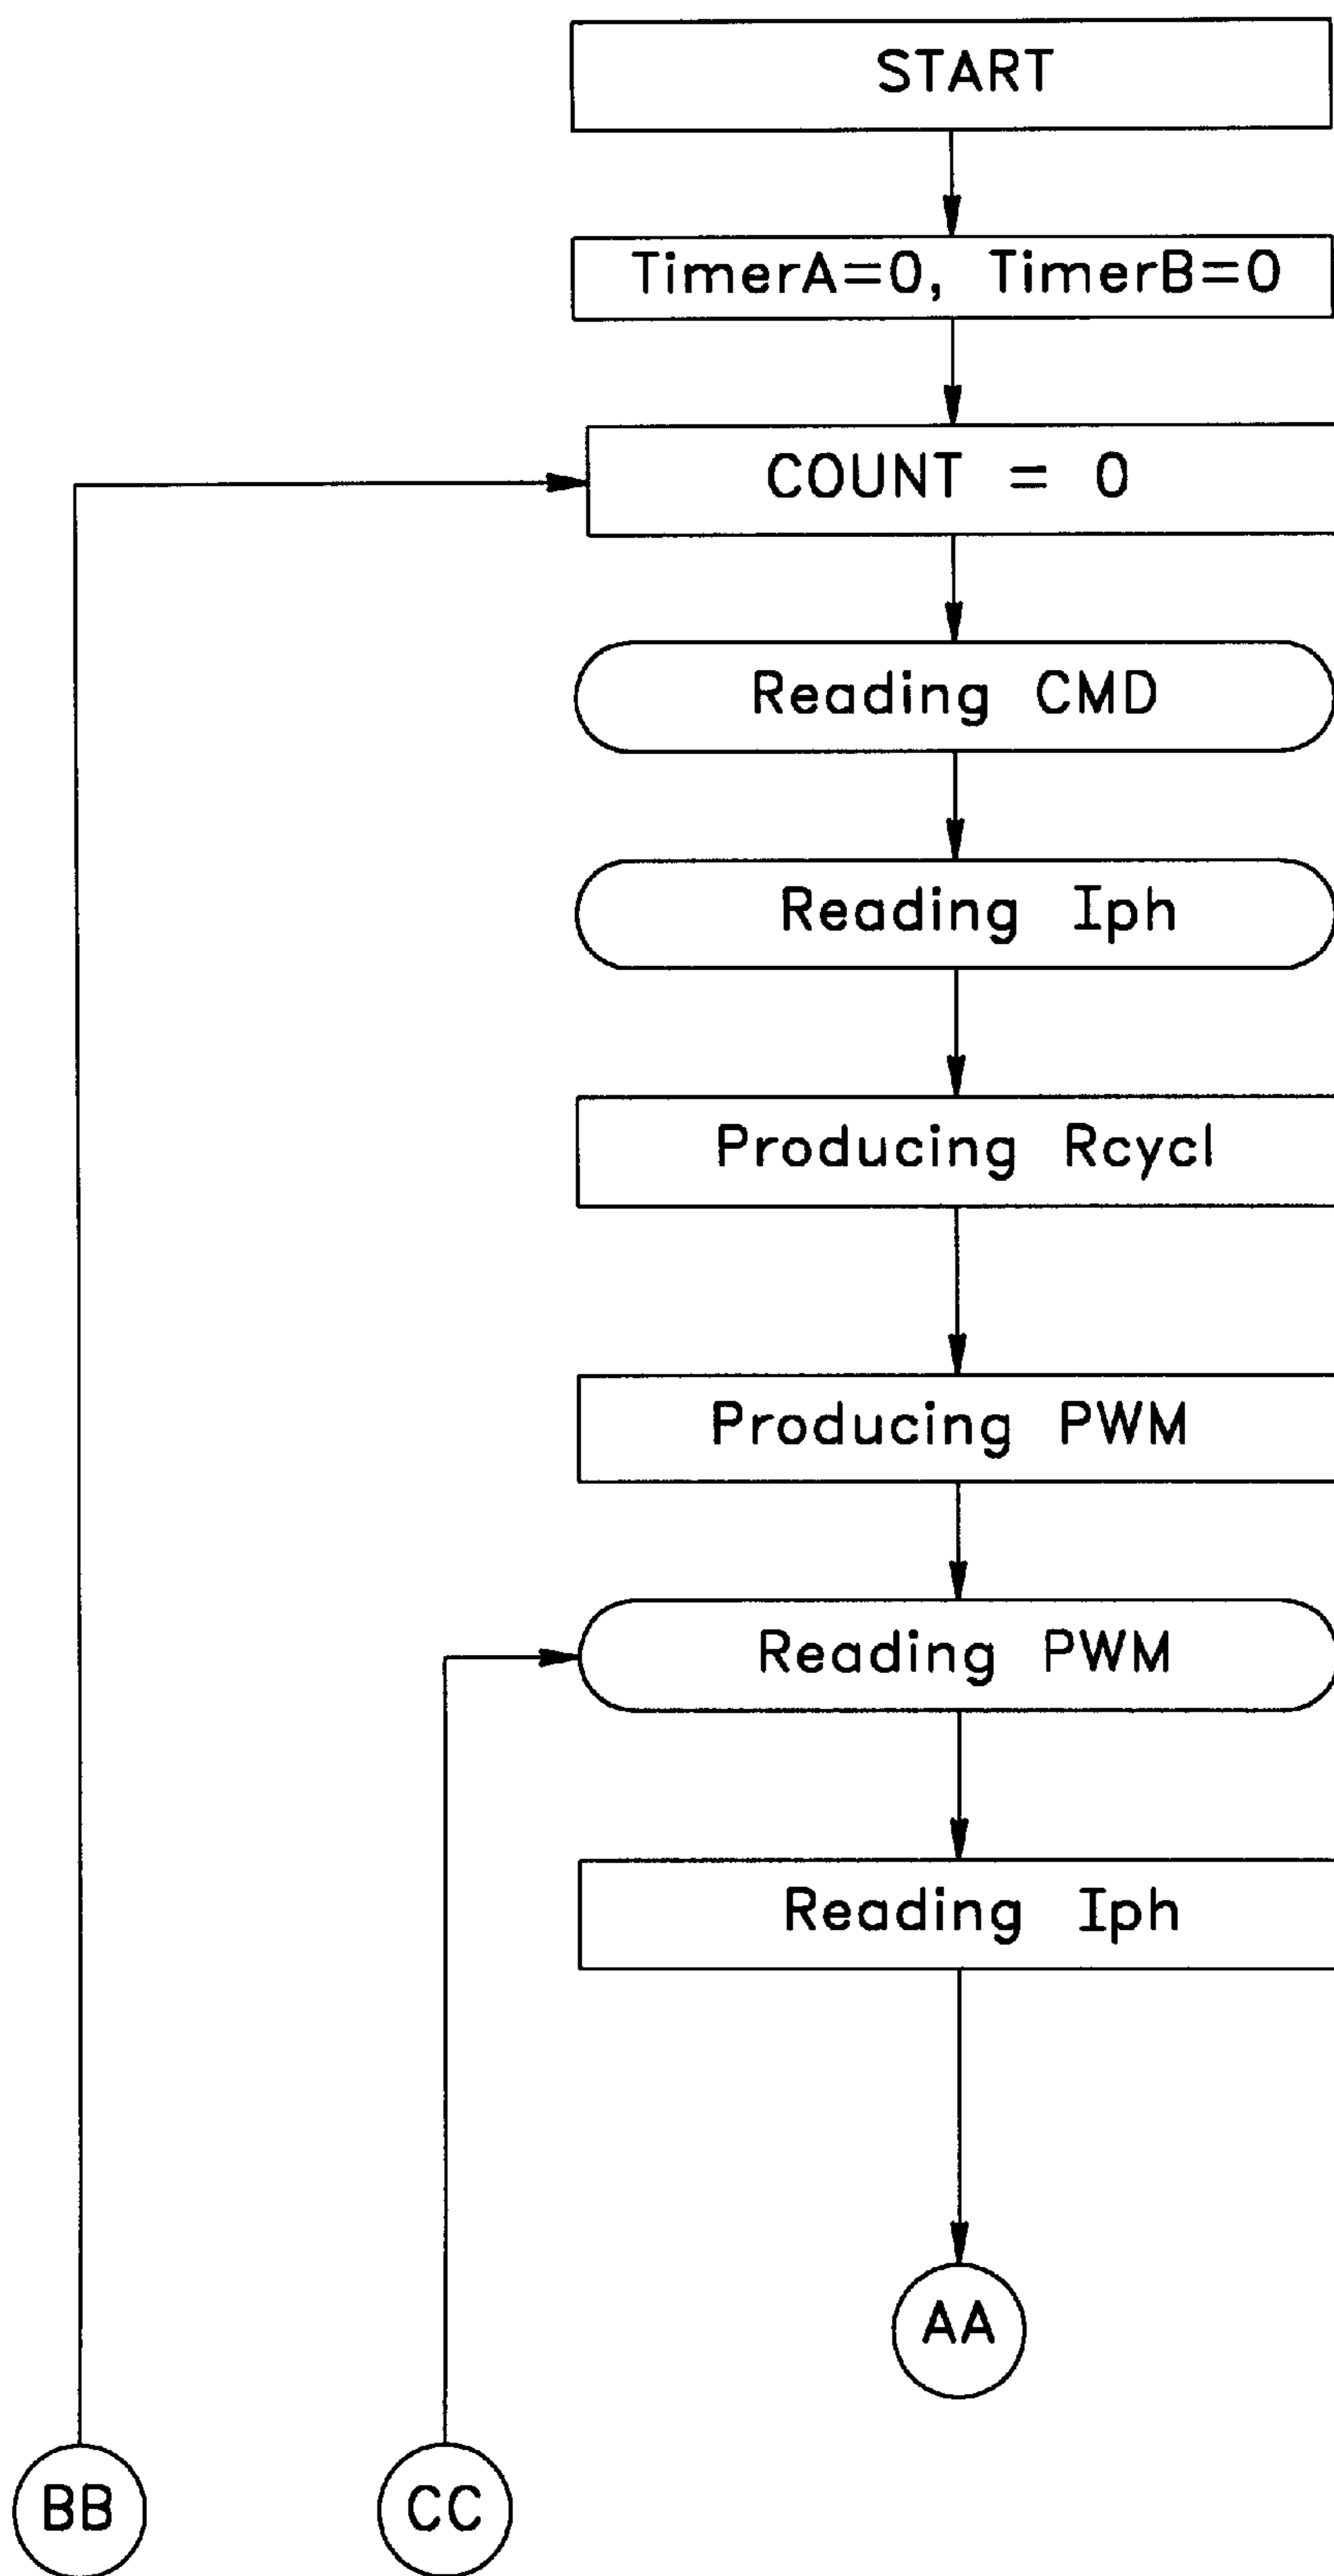 START
TimerA=0, TimerB=0
COUNT = 0
Reading CMD
Reading Iph
Producing Rcycl
Producing PWM
Reading PWM
Reading Iph
AA
BB
CC